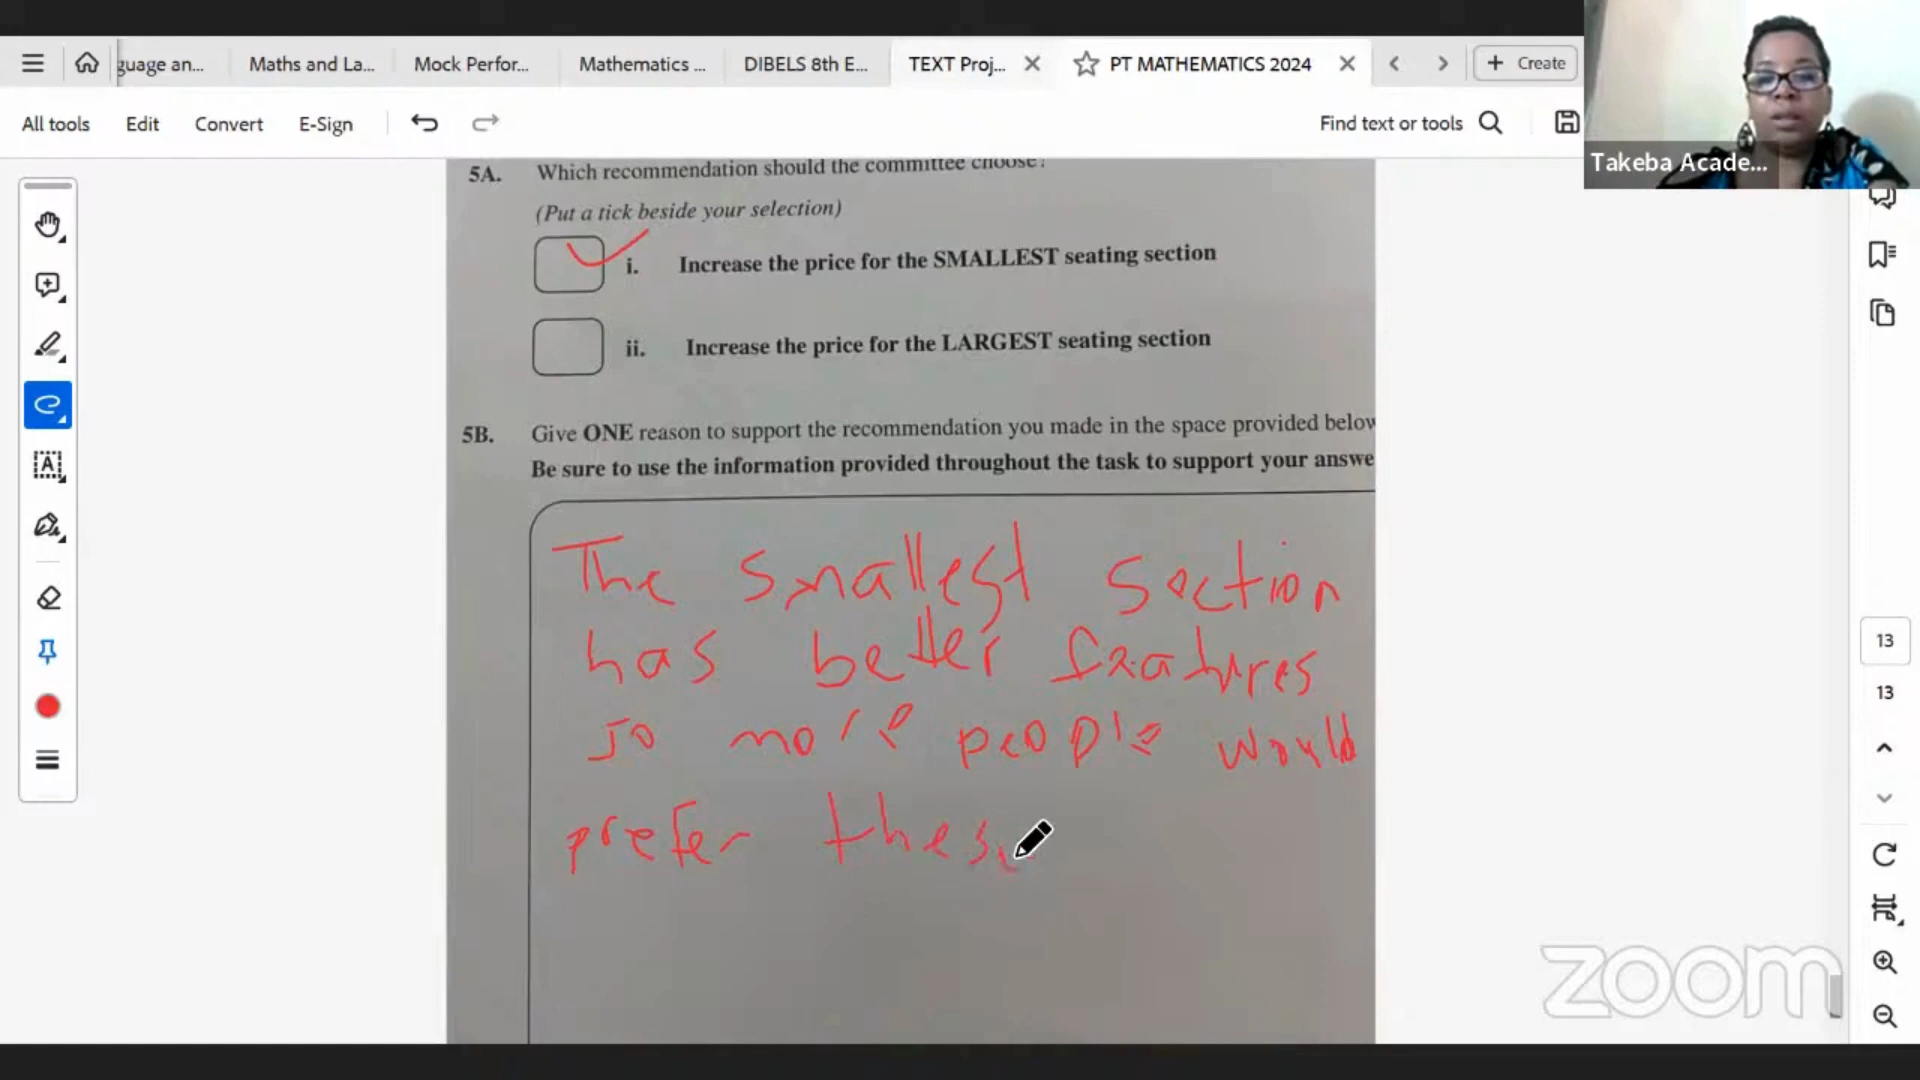 guage an...
Maths and La...
Mock Perfor...
Mathematics ...
DIBELS 8th E...
TEXT Proj...
PT MATHEMATICS 2024
Create
All tools
Edit
Convert
E-Sign
Find text or tools
Takeba Acade...
5A. Which recommendation should the committee choose?
(Put a tick beside your selection)
i. Increase the price for the SMALLEST seating section
ii. Increase the price for the LARGEST seating section
5B. Give ONE reason to support the recommendation you made in the space provided below
Be sure to use the information provided throughout the task to support your answe
The smallest section
has better features
so more people would
prefer these
13
13
zoom